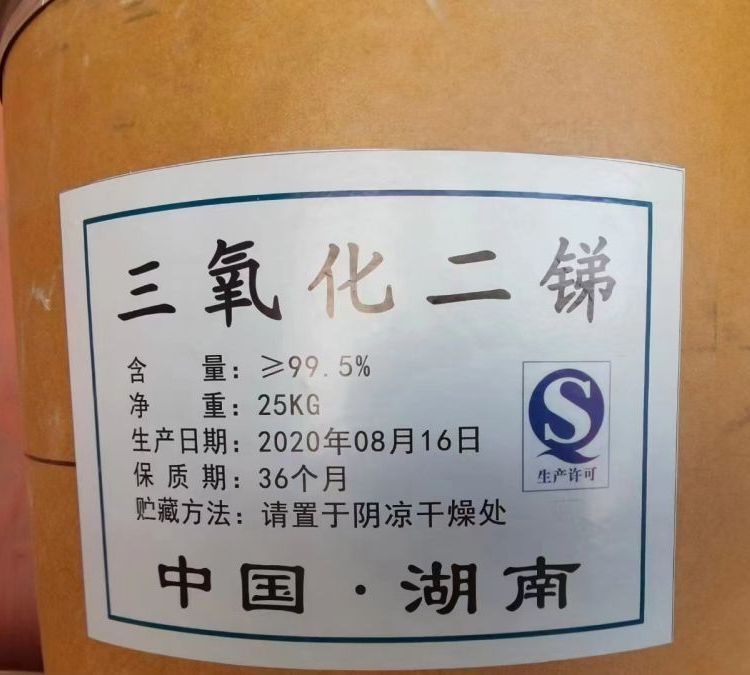 三氧化二锑
含 量：≥99.5%
净 重：25KG
生产日期：2020年08月16日
保 质 期：36个月
贮藏方法：请置于阴凉干燥处
生产许可
中国·湖南